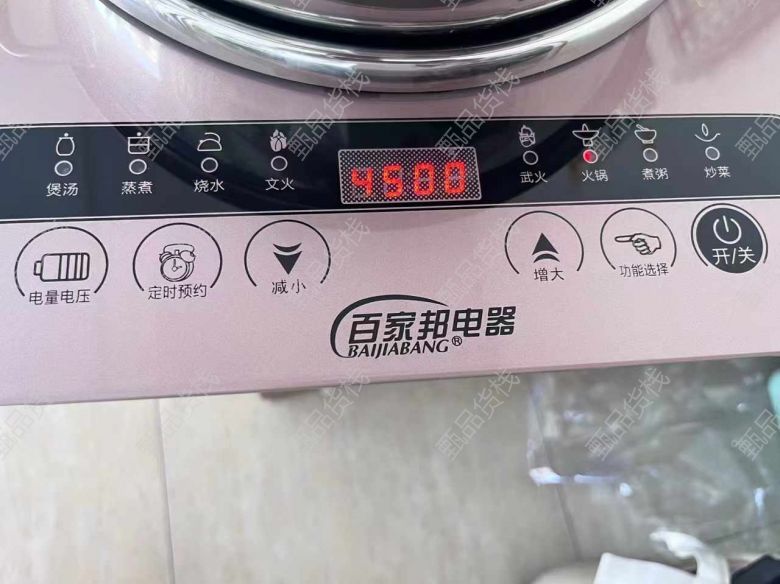 煲汤 蒸煮 烧水 文火 4500 武火 火锅 煮粥 炒菜
电量电压 定时预约 减小 增大 功能选择 开/关
百家邦电器
BAIJIABANG®
甄品货栈